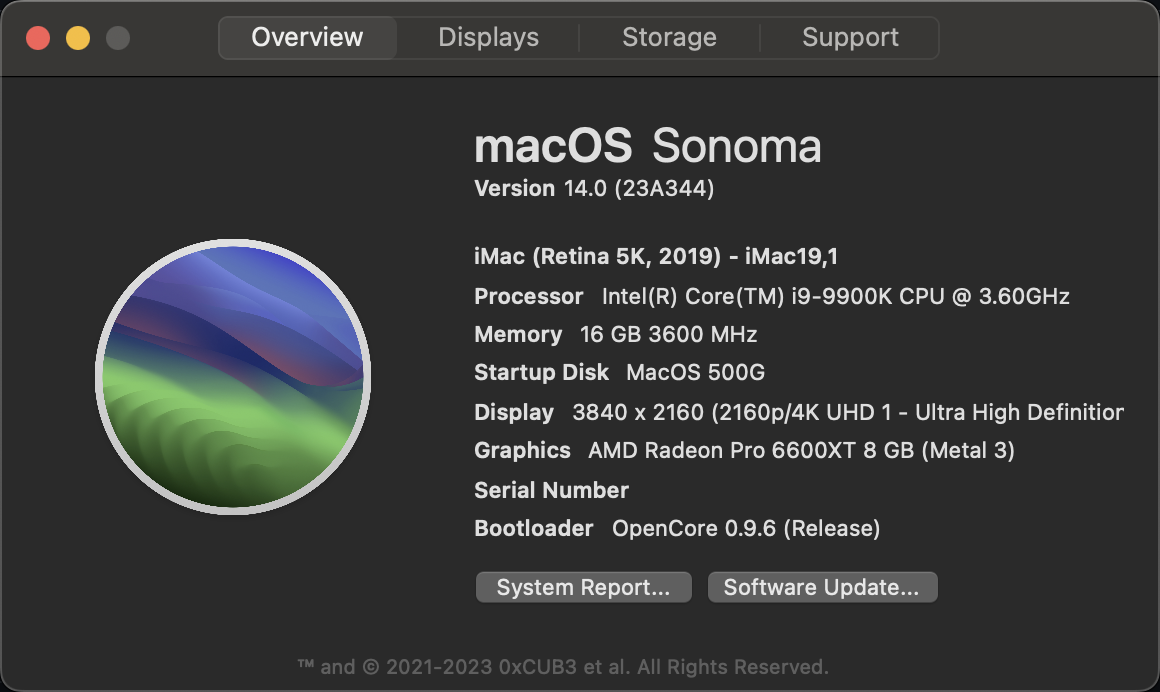 Overview Displays Storage Support
macOS Sonoma
Version 14.0 (23A344)
iMac (Retina 5K, 2019) - iMac19,1
Processor Intel(R) Core(TM) i9-9900K CPU @ 3.60GHz
Memory 16 GB 3600 MHz
Startup Disk MacOS 500G
Display 3840 x 2160 (2160p/4K UHD 1 - Ultra High Definition
Graphics AMD Radeon Pro 6600XT 8 GB (Metal 3)
Serial Number
Bootloader OpenCore 0.9.6 (Release)
System Report... Software Update...
™ and © 2021-2023 0xCUB3 et al. All Rights Reserved.